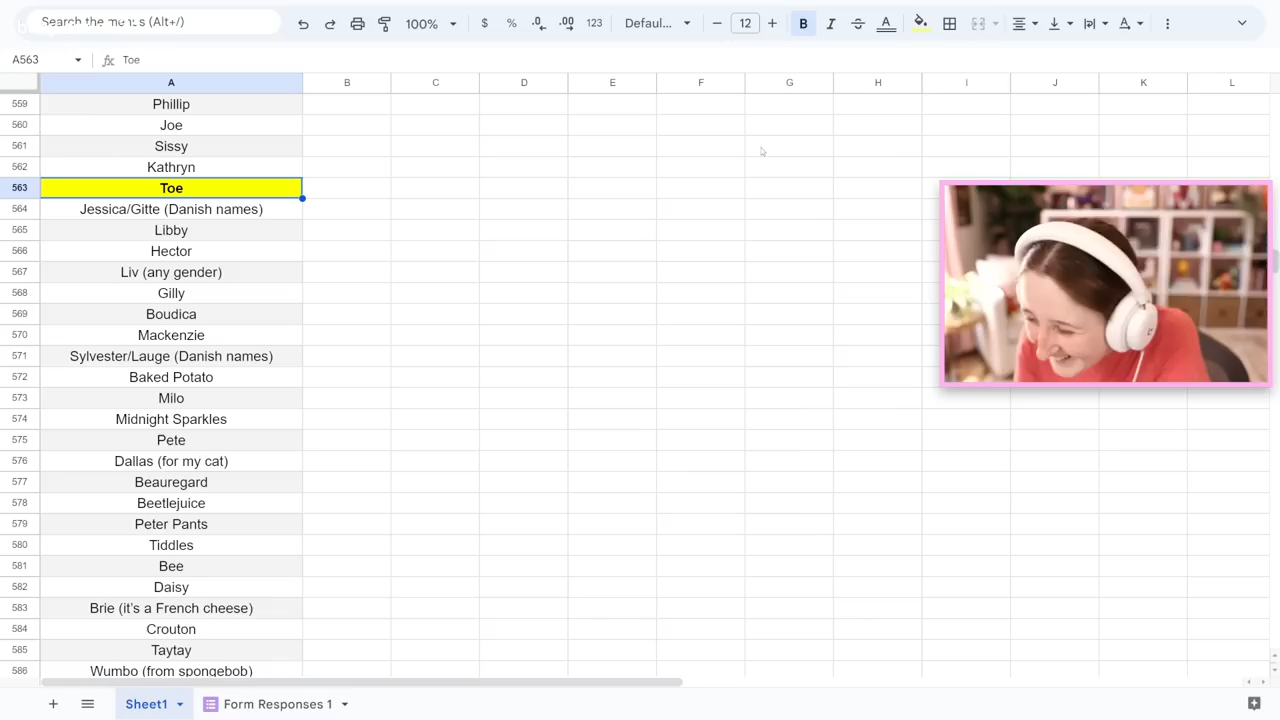 Search the menus (Alt+/)
100%
$
%
.0
.00
123
Defaul...
12
B
I
S
A
A
A563
fx
Toe
A
B
C
D
E
F
G
H
I
J
K
L
559 Phillip
560 Joe
561 Sissy
562 Kathryn
563 Toe
564 Jessica/Gitte (Danish names)
565 Libby
566 Hector
567 Liv (any gender)
568 Gilly
569 Boudica
570 Mackenzie
571 Sylvester/Lauge (Danish names)
572 Baked Potato
573 Milo
574 Midnight Sparkles
575 Pete
576 Dallas (for my cat)
577 Beauregard
578 Beetlejuice
579 Peter Pants
580 Tiddles
581 Bee
582 Daisy
583 Brie (it's a French cheese)
584 Crouton
585 Taytay
586 Wumbo (from spongebob)
Sheet1
Form Responses 1